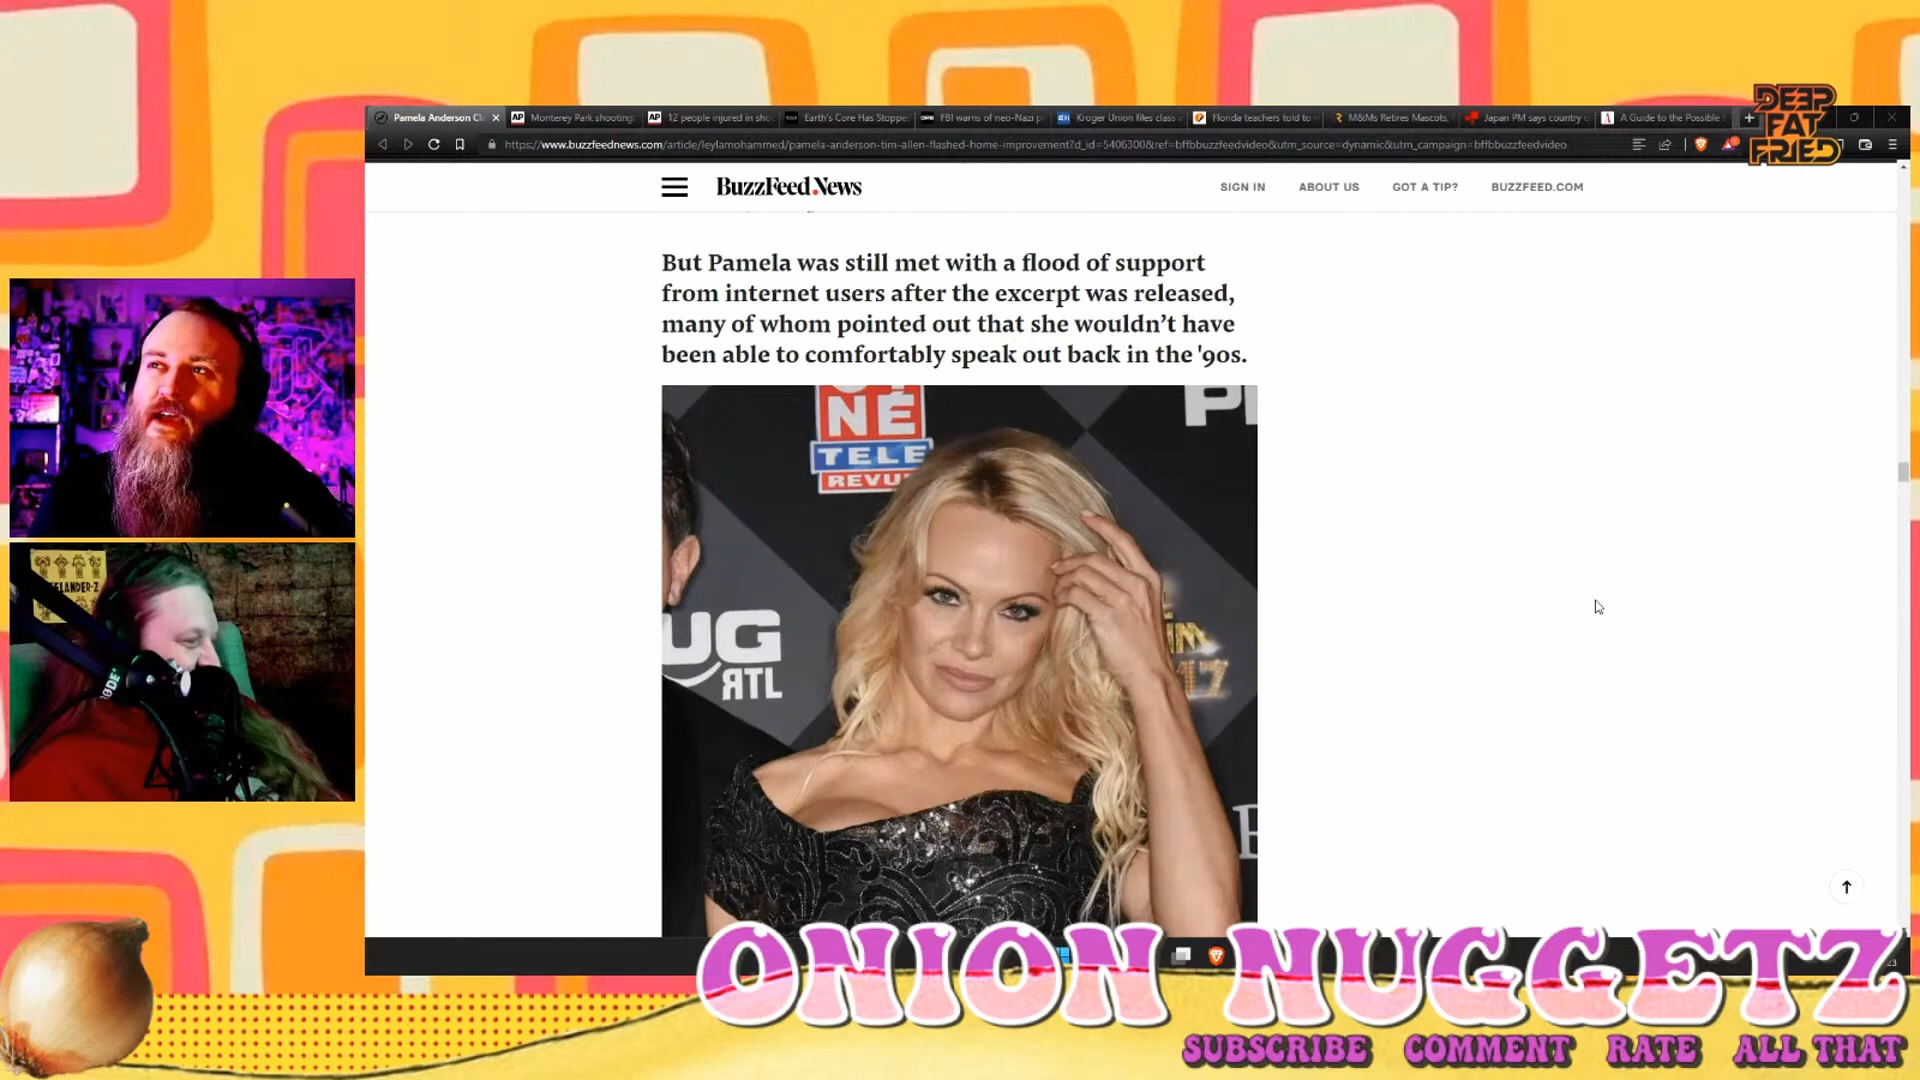 Pamela Anderson Cl
Monterey Park shooting:
12 people injured in sho
Earth's Core Has Stoppe
FBI warns of neo-Nazi p
Kroger Union files class a
Florida teachers told to
M&Ms Retires Mascots,
Japan PM says country o
A Guide to the Possible
DEEP
FAT
FRIED
https://www.buzzfeednews.com/article/leylamohammed/pamela-anderson-tim-allen-flashed-home-improvement?d_id=5406300&ref=bffbbuzzfeedvideo&utm_source=dynamic&utm_campaign=bffbbuzzfeedvideo
BuzzFeed.News
SIGN IN
ABOUT US
GOT A TIP?
BUZZFEED.COM
But Pamela was still met with a flood of support
from internet users after the excerpt was released,
many of whom pointed out that she wouldn’t have
been able to comfortably speak out back in the '90s.
NÉ
TELE
REVU
UG
RTL
17
ELANDER-Z
RØDE
ONION NUGGETZ
SUBSCRIBE COMMENT RATE ALL THAT